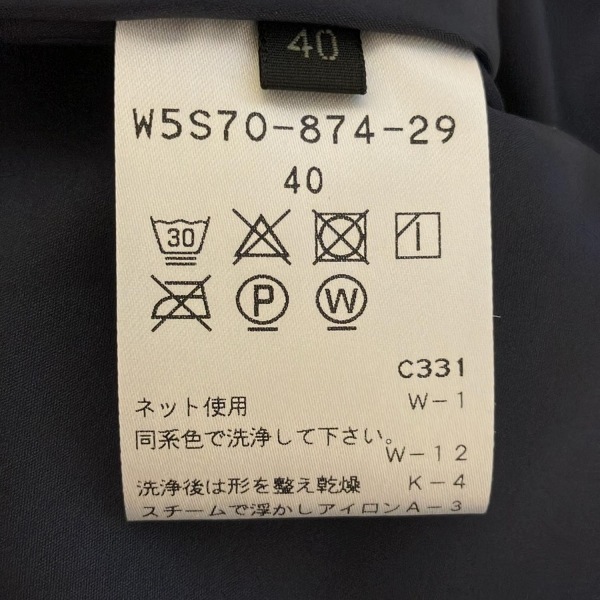 40
W5S70-874-29
40
30
P W
C331
ネット使用 W-1
同系色で洗浄して下さい。 W-12
洗浄後は形を整え乾燥 K-4
スチームで浮かしアイロン A-3